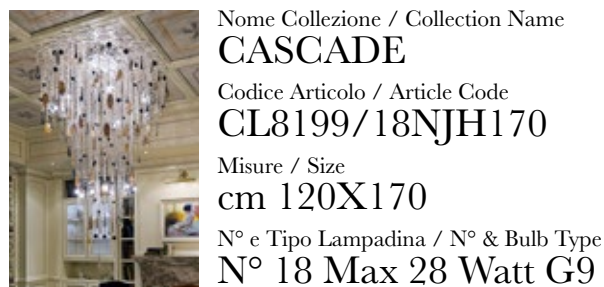 Nome Collezione / Collection Name
CASCADE
Codice Articolo / Article Code
CL8199/18NJH170
Misure / Size
cm 120X170
N° e Tipo Lampadina / N° & Bulb Type
N° 18 Max 28 Watt G9